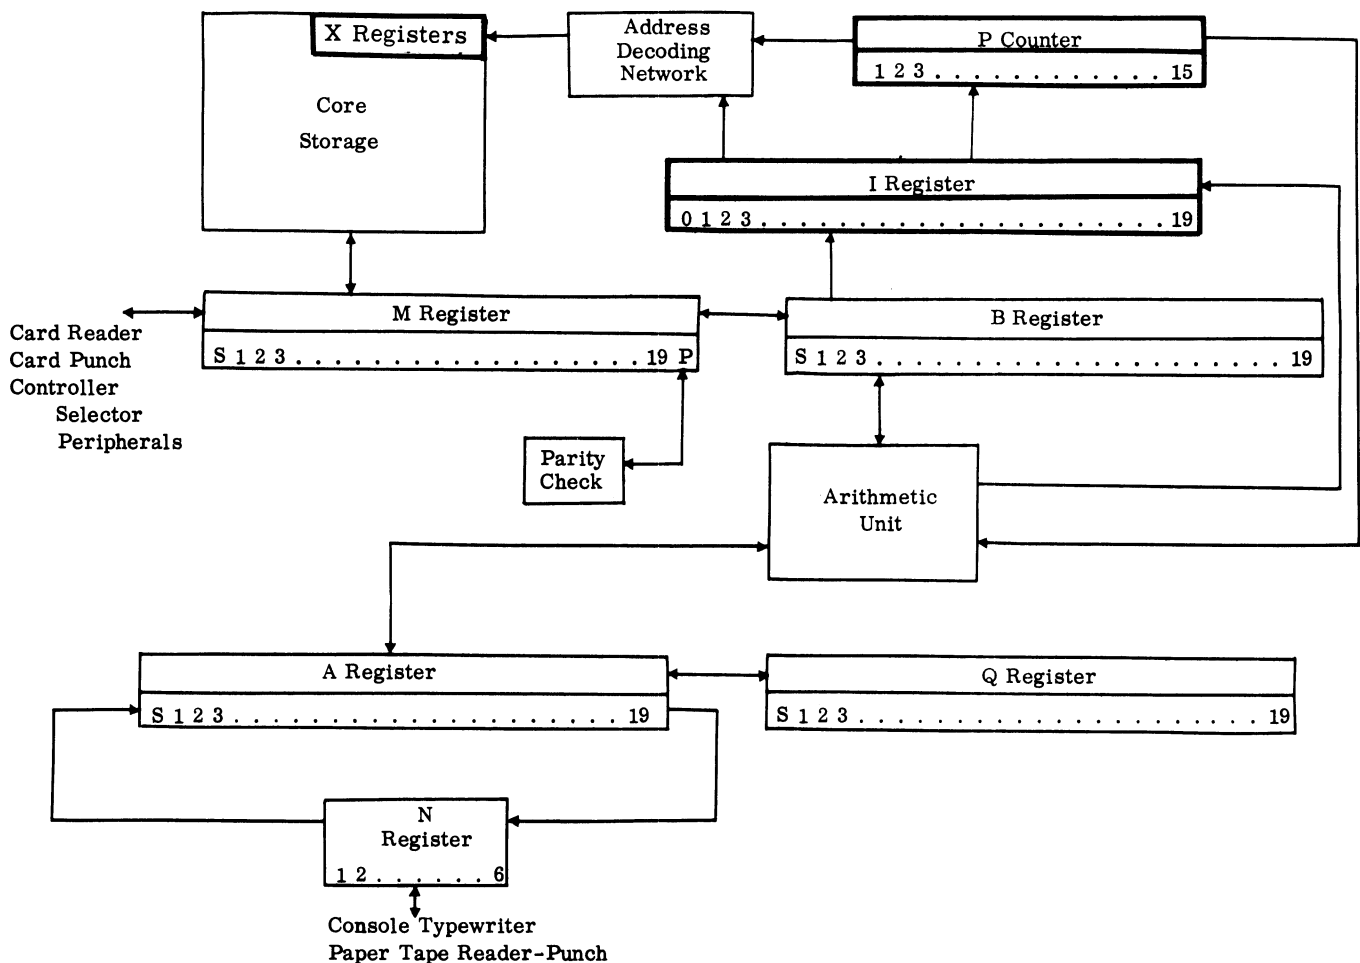 X Registers
Core
Storage
Address
Decoding
Network
P Counter
1 2 3 . . . . . . . . . . . . 15
I Register
0 1 2 3 . . . . . . . . . . . . . . . . . . . . 19
M Register
S 1 2 3 . . . . . . . . . . . . . . . . . . 19 P
B Register
S 1 2 3 . . . . . . . . . . . . . . . . . . . . . 19
Card Reader
Card Punch
Controller
Selector
Peripherals
Parity
Check
Arithmetic
Unit
A Register
S 1 2 3 . . . . . . . . . . . . . . . . . . . . 19
Q Register
S 1 2 3 . . . . . . . . . . . . . . . . . . . . . 19
N
Register
1 2 . . . . . . 6
Console Typewriter
Paper Tape Reader-Punch